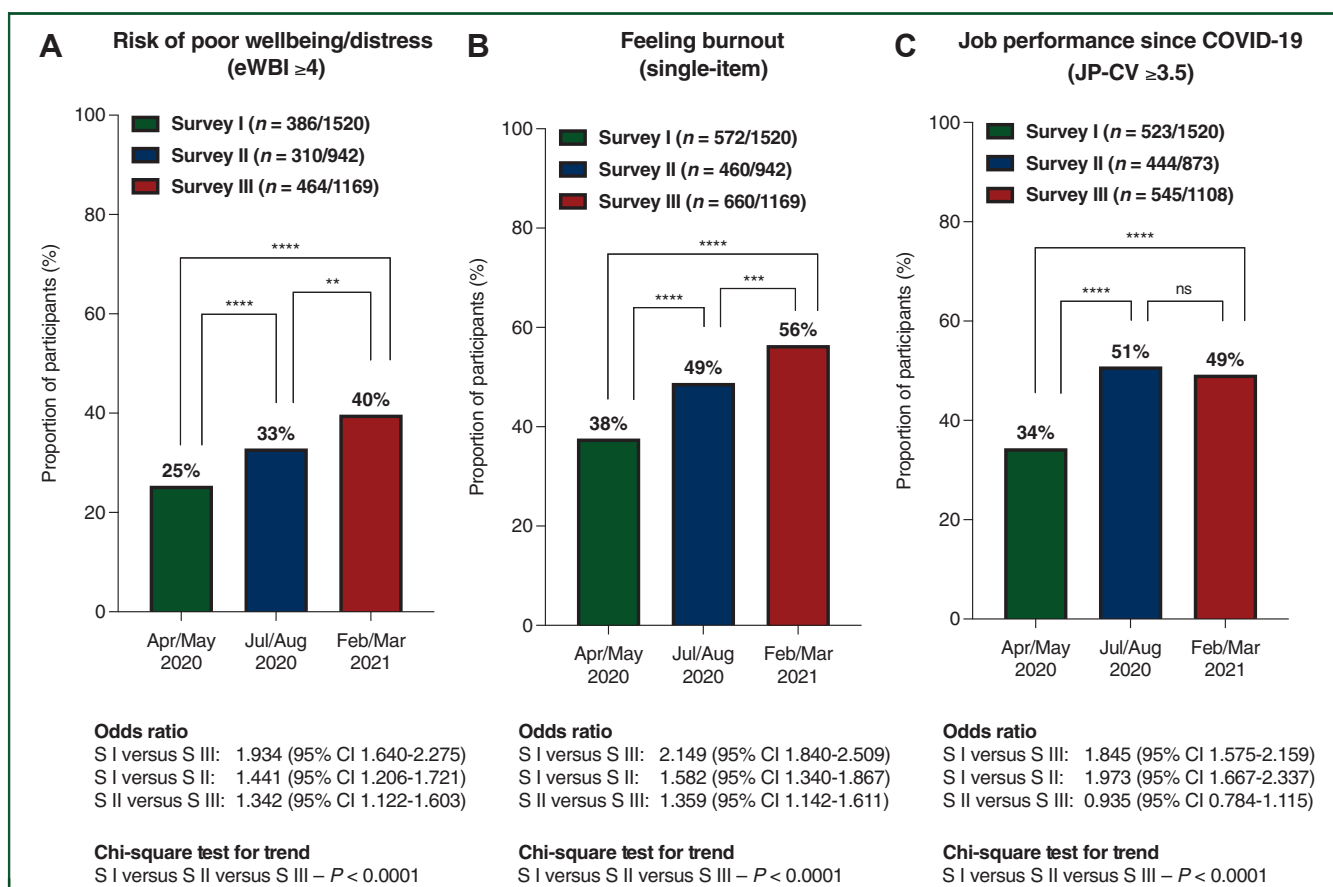 A
Risk of poor wellbeing/distress
(eWBI ≥4)
Proportion of participants (%)
100
80
60
40
20
0
Survey I (n = 386/1520)
Survey II (n = 310/942)
Survey III (n = 464/1169)
****
****
**
25%
33%
40%
Apr/May
2020
Jul/Aug
2020
Feb/Mar
2021
Odds ratio
S I versus S III: 1.934 (95% CI 1.640-2.275)
S I versus S II: 1.441 (95% CI 1.206-1.721)
S II versus S III: 1.342 (95% CI 1.122-1.603)
Chi-square test for trend
S I versus S II versus S III – P < 0.0001
B
Feeling burnout
(single-item)
Proportion of participants (%)
100
80
60
40
20
0
Survey I (n = 572/1520)
Survey II (n = 460/942)
Survey III (n = 660/1169)
****
****
***
38%
49%
56%
Apr/May
2020
Jul/Aug
2020
Feb/Mar
2021
Odds ratio
S I versus S III: 2.149 (95% CI 1.840-2.509)
S I versus S II: 1.582 (95% CI 1.340-1.867)
S II versus S III: 1.359 (95% CI 1.142-1.611)
Chi-square test for trend
S I versus S II versus S III – P < 0.0001
C
Job performance since COVID-19
(JP-CV ≥3.5)
Proportion of participants (%)
100
80
60
40
20
0
Survey I (n = 523/1520)
Survey II (n = 444/873)
Survey III (n = 545/1108)
****
****
ns
34%
51%
49%
Apr/May
2020
Jul/Aug
2020
Feb/Mar
2021
Odds ratio
S I versus S III: 1.845 (95% CI 1.575-2.159)
S I versus S II: 1.973 (95% CI 1.667-2.337)
S II versus S III: 0.935 (95% CI 0.784-1.115)
Chi-square test for trend
S I versus S II versus S III – P < 0.0001